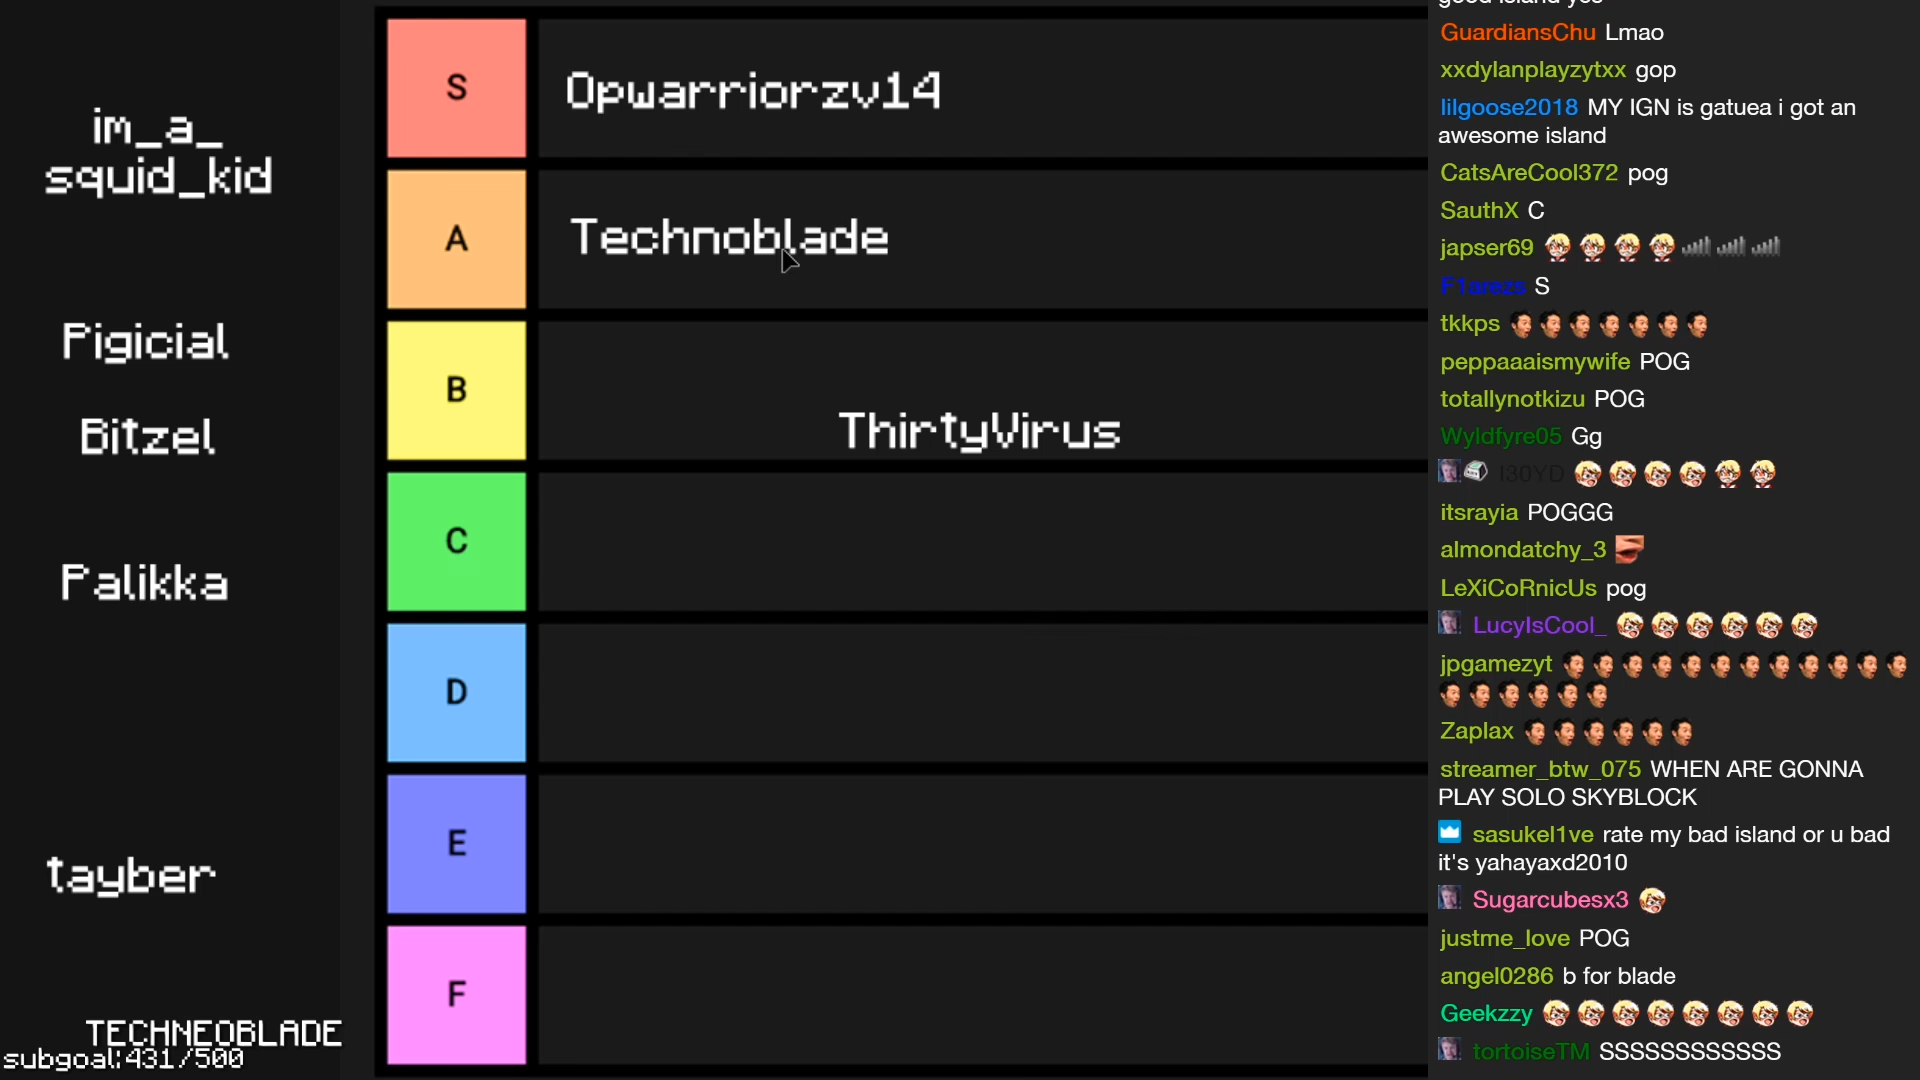 im_a_
squid_kid
Pigicial
Bitzel
Palikka
tayber
TECHNEOBLADE
subgoal:431/500
S
Opwarriorzv14
A
Technoblade
B
ThirtyVirus
C
D
E
F
good island yes
GuardiansChu Lmao
xxdylanplayzytxx gop
lilgoose2018 MY IGN is gatuea i got an
awesome island
CatsAreCool372 pog
SauthX C
japser69
F1arezs S
tkkps
peppaaaismywife POG
totallynotkizu POG
Wyldfyre05 Gg
l30YD
itsrayia POGGG
almondatchy_3
LeXiCoRnicUs pog
LucyIsCool_
jpgamezyt
Zaplax
streamer_btw_075 WHEN ARE GONNA
PLAY SOLO SKYBLOCK
sasukel1ve rate my bad island or u bad
it's yahayaxd2010
Sugarcubesx3
justme_love POG
angel0286 b for blade
Geekzzy
tortoiseTM SSSSSSSSSSSS